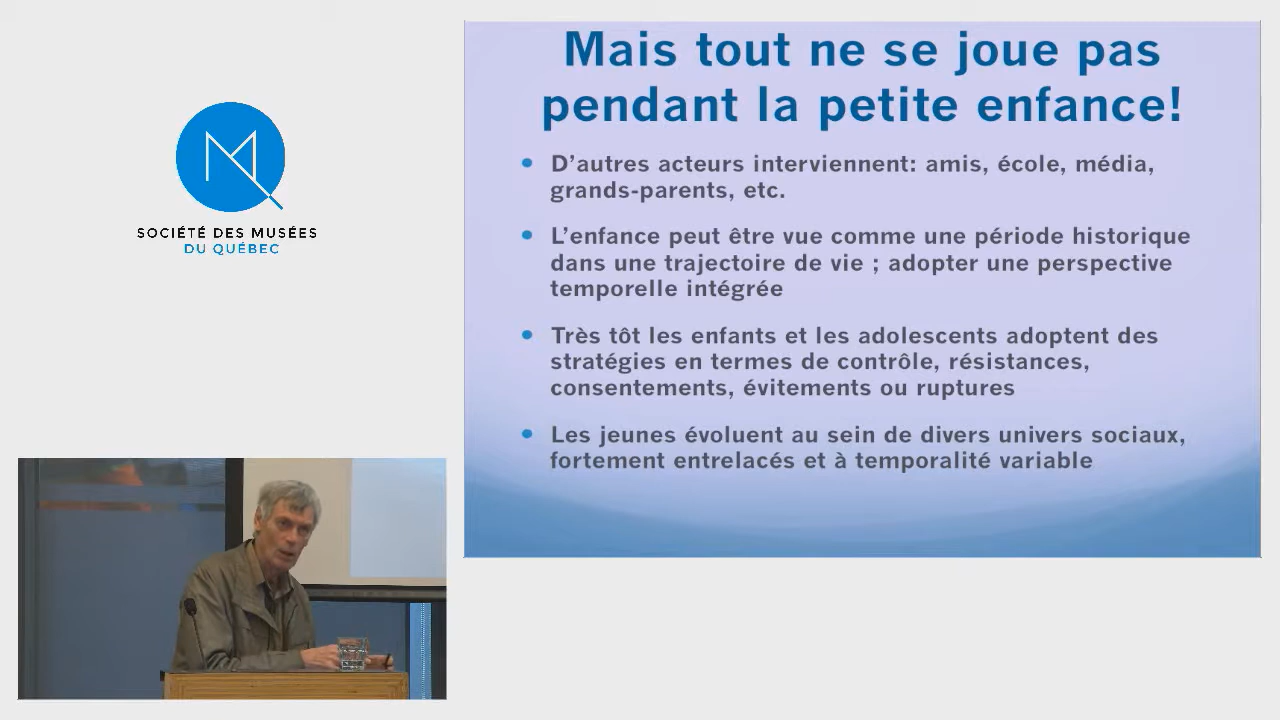 SOCIÉTÉ DES MUSÉES
DU QUÉBEC
Mais tout ne se joue pas
pendant la petite enfance!
• D'autres acteurs interviennent: amis, école, média,
grands-parents, etc.
• L'enfance peut être vue comme une période historique
dans une trajectoire de vie ; adopter une perspective
temporelle intégrée
• Très tôt les enfants et les adolescents adoptent des
stratégies en termes de contrôle, résistances,
consentements, évitements ou ruptures
• Les jeunes évoluent au sein de divers univers sociaux,
fortement entrelacés et à temporalité variable